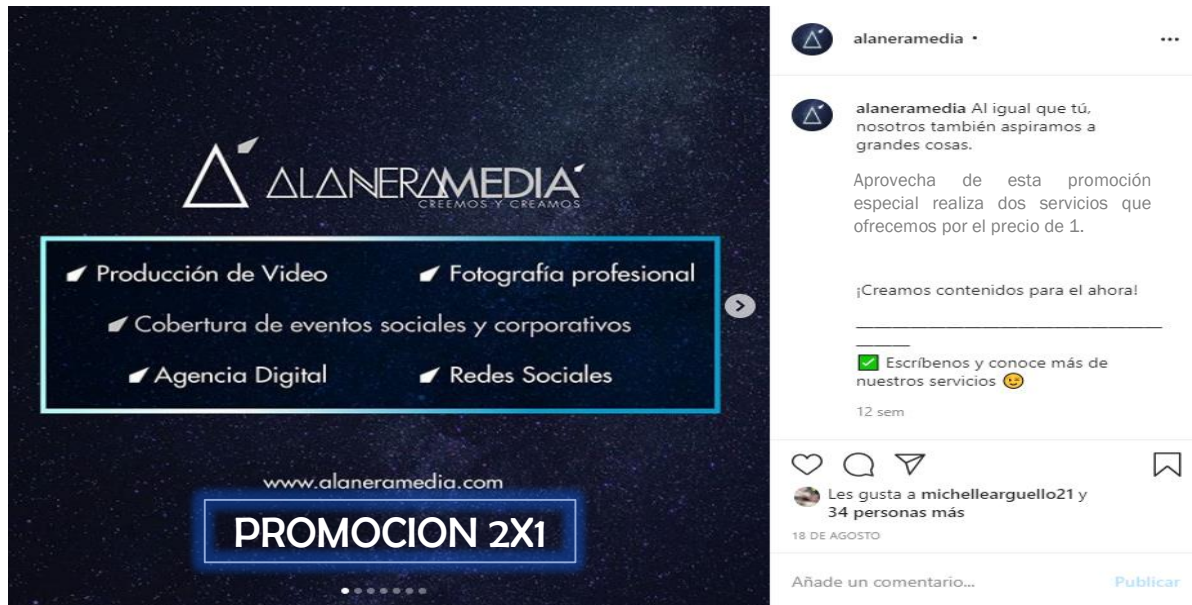 ALANERAMEDIA
CREEMOS Y CREAMOS
Producción de Video
Fotografía profesional
Cobertura de eventos sociales y corporativos
Agencia Digital
Redes Sociales
www.alaneramedia.com
PROMOCION 2X1
alaneramedia •
alaneramedia Al igual que tú,
nosotros también aspiramos a
grandes cosas.
Aprovecha de esta promoción
especial realiza dos servicios que
ofrecemos por el precio de 1.
¡Creamos contenidos para el ahora!
✅ Escríbenos y conoce más de
nuestros servicios 😉
12 sem
Les gusta a michellearguello21 y
34 personas más
18 DE AGOSTO
Añade un comentario...
Publicar